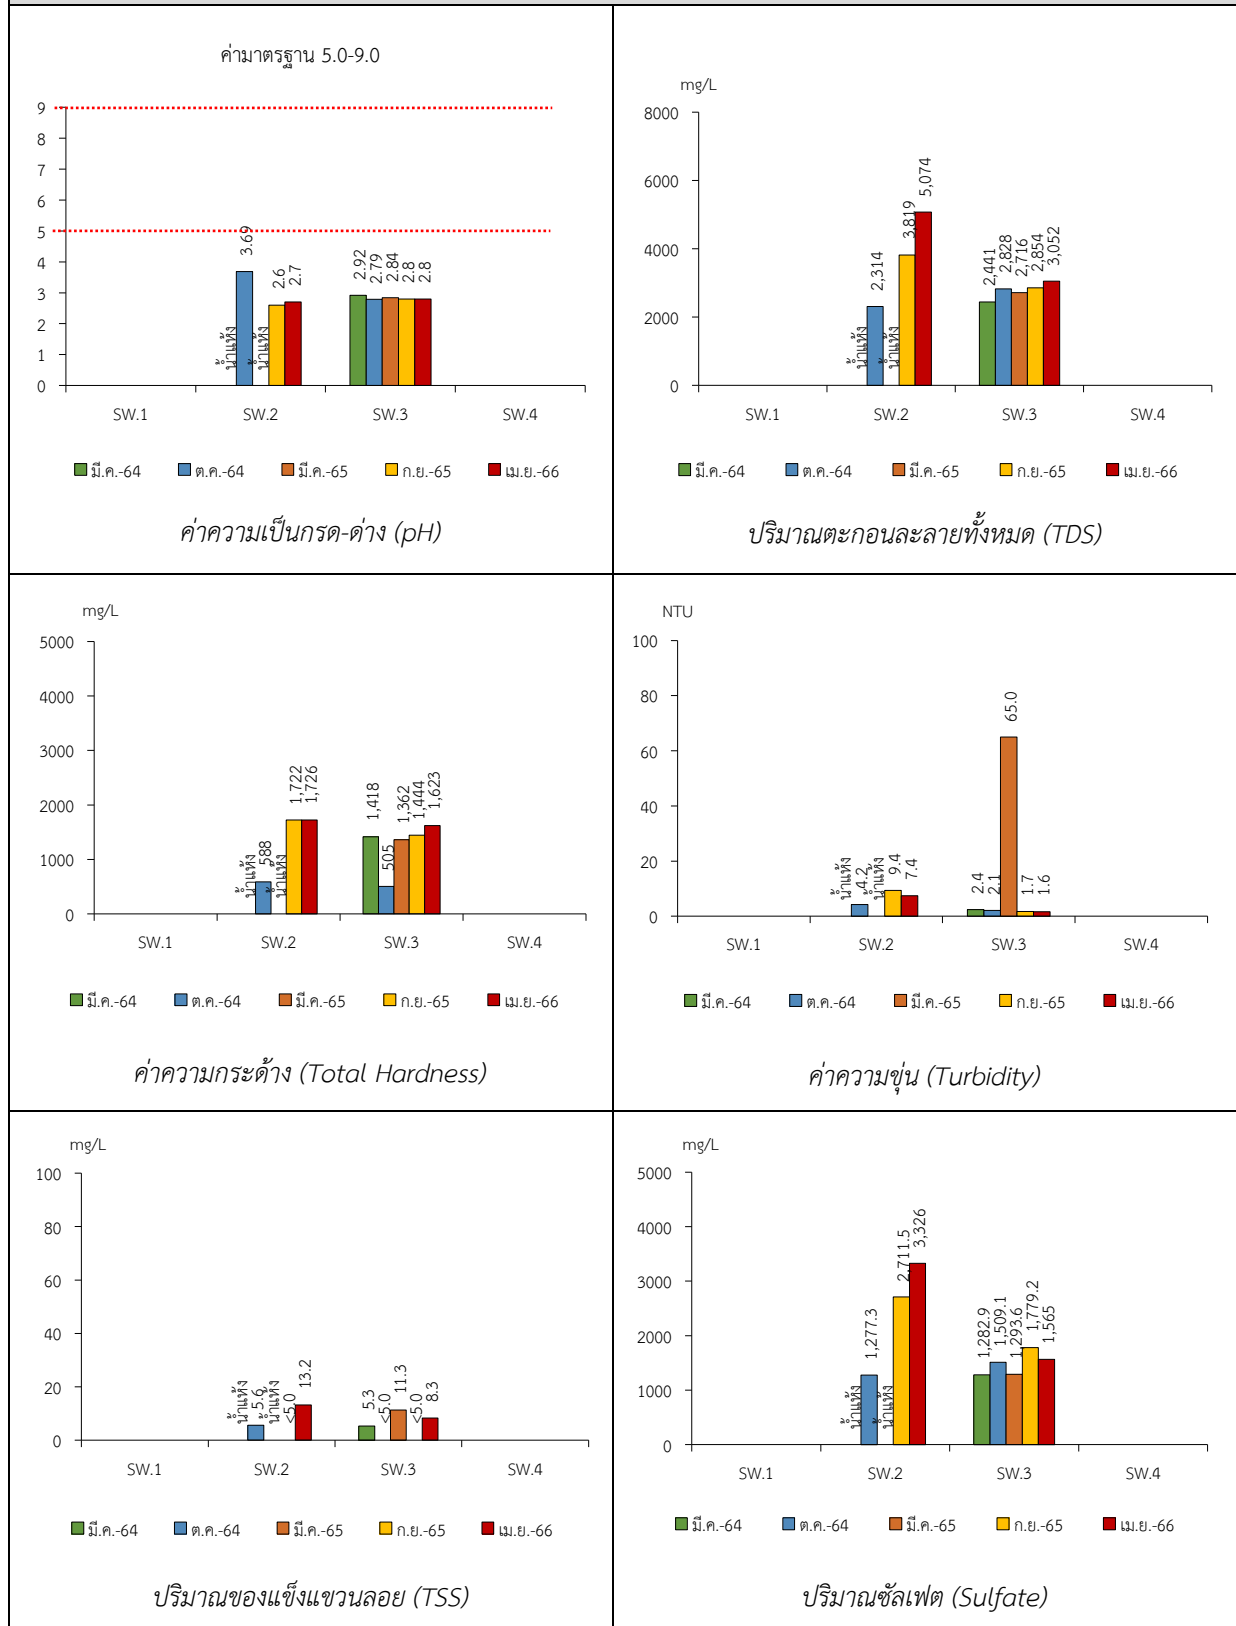 ค่ามาตรฐาน 5.0-9.0
9
8
7
6
5
4
3
2
1
0
น้ำแห้ง
3.69
น้ำแห้ง
2.6
2.7
2.92
2.79
2.84
2.8
2.8
SW.1 SW.2 SW.3 SW.4
มี.ค.-64 ต.ค.-64 มี.ค.-65 ก.ย.-65 เม.ย.-66
ค่าความเป็นกรด-ด่าง (pH)
mg/L
8000
6000
4000
2000
0
น้ำแห้ง
2,314
น้ำแห้ง
3,819
5,074
2,441
2,828
2,716
2,854
3,052
SW.1 SW.2 SW.3 SW.4
มี.ค.-64 ต.ค.-64 มี.ค.-65 ก.ย.-65 เม.ย.-66
ปริมาณตะกอนละลายทั้งหมด (TDS)
mg/L
5000
4000
3000
2000
1000
0
น้ำแห้ง
588
น้ำแห้ง
1,722
1,726
1,418
505
1,362
1,444
1,623
SW.1 SW.2 SW.3 SW.4
มี.ค.-64 ต.ค.-64 มี.ค.-65 ก.ย.-65 เม.ย.-66
ค่าความกระด้าง (Total Hardness)
NTU
100
80
60
40
20
0
น้ำแห้ง
4.2
น้ำแห้ง
9.4
7.4
2.4
2.1
65.0
1.7
1.6
SW.1 SW.2 SW.3 SW.4
มี.ค.-64 ต.ค.-64 มี.ค.-65 ก.ย.-65 เม.ย.-66
ค่าความขุ่น (Turbidity)
mg/L
100
80
60
40
20
0
น้ำแห้ง
5.6
น้ำแห้ง
<5.0
13.2
5.3
<5.0
11.3
<5.0
8.3
SW.1 SW.2 SW.3 SW.4
มี.ค.-64 ต.ค.-64 มี.ค.-65 ก.ย.-65 เม.ย.-66
ปริมาณของแข็งแขวนลอย (TSS)
mg/L
5000
4000
3000
2000
1000
0
น้ำแห้ง
1,277.3
น้ำแห้ง
2,711.5
3,326
1,282.9
1,509.1
1,293.6
1,779.2
1,565
SW.1 SW.2 SW.3 SW.4
มี.ค.-64 ต.ค.-64 มี.ค.-65 ก.ย.-65 เม.ย.-66
ปริมาณซัลเฟต (Sulfate)